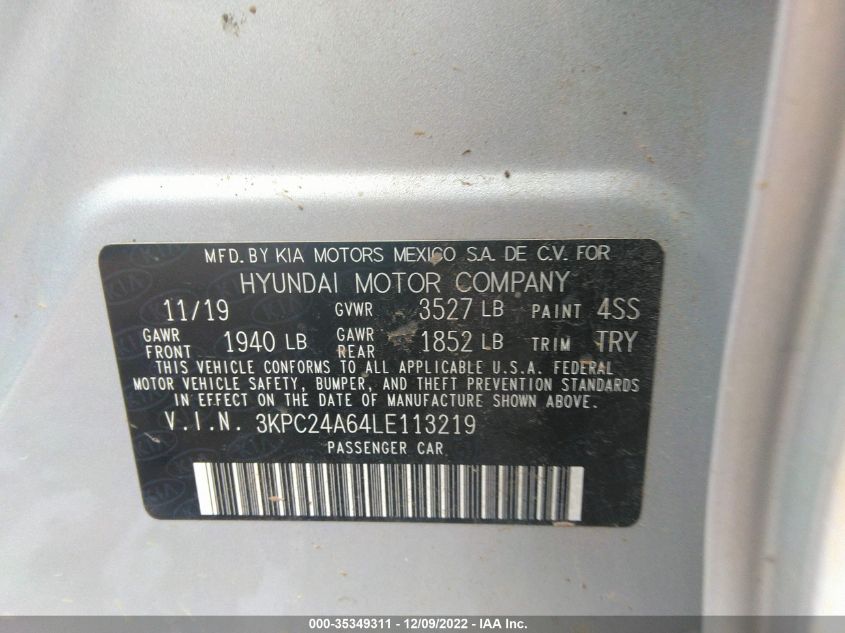 MFD. BY KIA MOTORS MEXICO S.A. DE C.V. FOR
HYUNDAI MOTOR COMPANY
11/19 GVWR 3527 LB PAINT 4SS
GAWR FRONT 1940 LB GAWR REAR 1852 LB TRIM TRY
THIS VEHICLE CONFORMS TO ALL APPLICABLE U.S.A. FEDERAL
MOTOR VEHICLE SAFETY, BUMPER, AND THEFT PREVENTION STANDARDS
IN EFFECT ON THE DATE OF MANUFACTURE SHOWN ABOVE.
V.I.N. 3KPC24A64LE113219
PASSENGER CAR
000-35349311 - 12/09/2022 - IAA Inc.